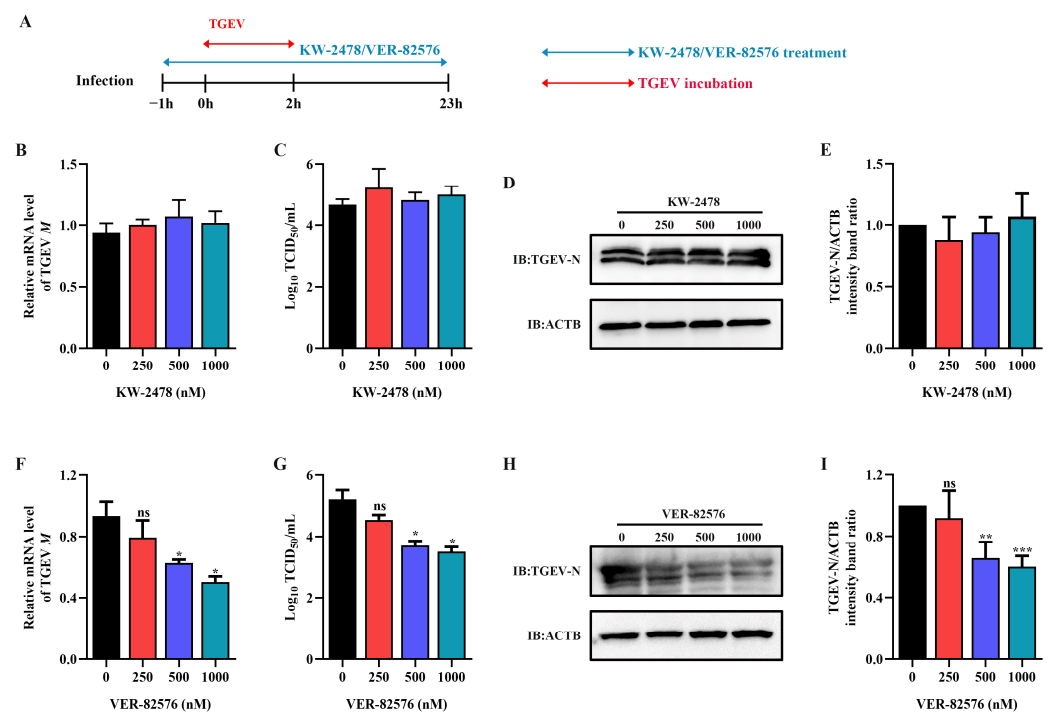 A
TGEV
KW-2478/VER-82576
Infection
−1h 0h 2h 23h
KW-2478/VER-82576 treatment
TGEV incubation
B
Relative mRNA level
of TGEV M
1.5
1.0
0.5
0.0
0 250 500 1000
KW-2478 (nM)
C
Log10 TCID50/mL
6
4
2
0
0 250 500 1000
KW-2478 (nM)
D
KW-2478
0 250 500 1000
IB:TGEV-N
IB:ACTB
E
TGEV-N/ACTB
intensity band ratio
1.5
1.0
0.5
0.0
0 250 500 1000
KW-2478 (nM)
F
Relative mRNA level
of TGEV M
1.2
0.8
0.4
0.0
ns
*
*
0 250 500 1000
VER-82576 (nM)
G
Log10 TCID50/mL
6
4
2
0
ns
*
*
0 250 500 1000
VER-82576 (nM)
H
VER-82576
0 250 500 1000
IB:TGEV-N
IB:ACTB
I
TGEV-N/ACTB
intensity band ratio
1.2
0.8
0.4
0.0
ns
**
***
0 250 500 1000
VER-82576 (nM)